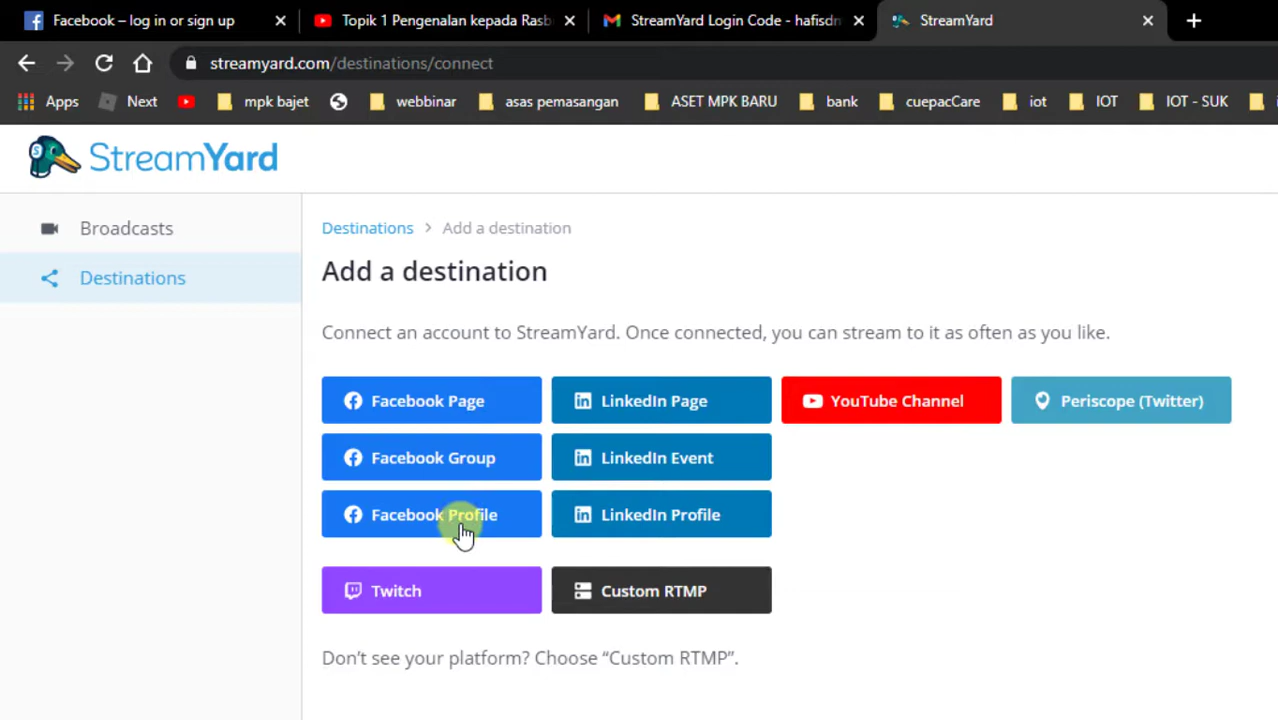 Facebook – log in or sign up
Topik 1 Pengenalan kepada Rasb
StreamYard Login Code - hafisdm
StreamYard
streamyard.com/destinations/connect
Apps Next mpk bajet webbinar asas pemasangan ASET MPK BARU bank cuepacCare iot IOT IOT - SUK
StreamYard
Broadcasts
Destinations
Destinations > Add a destination
Add a destination
Connect an account to StreamYard. Once connected, you can stream to it as often as you like.
Facebook Page LinkedIn Page YouTube Channel Periscope (Twitter)
Facebook Group LinkedIn Event
Facebook Profile LinkedIn Profile
Twitch Custom RTMP
Don’t see your platform? Choose “Custom RTMP”.